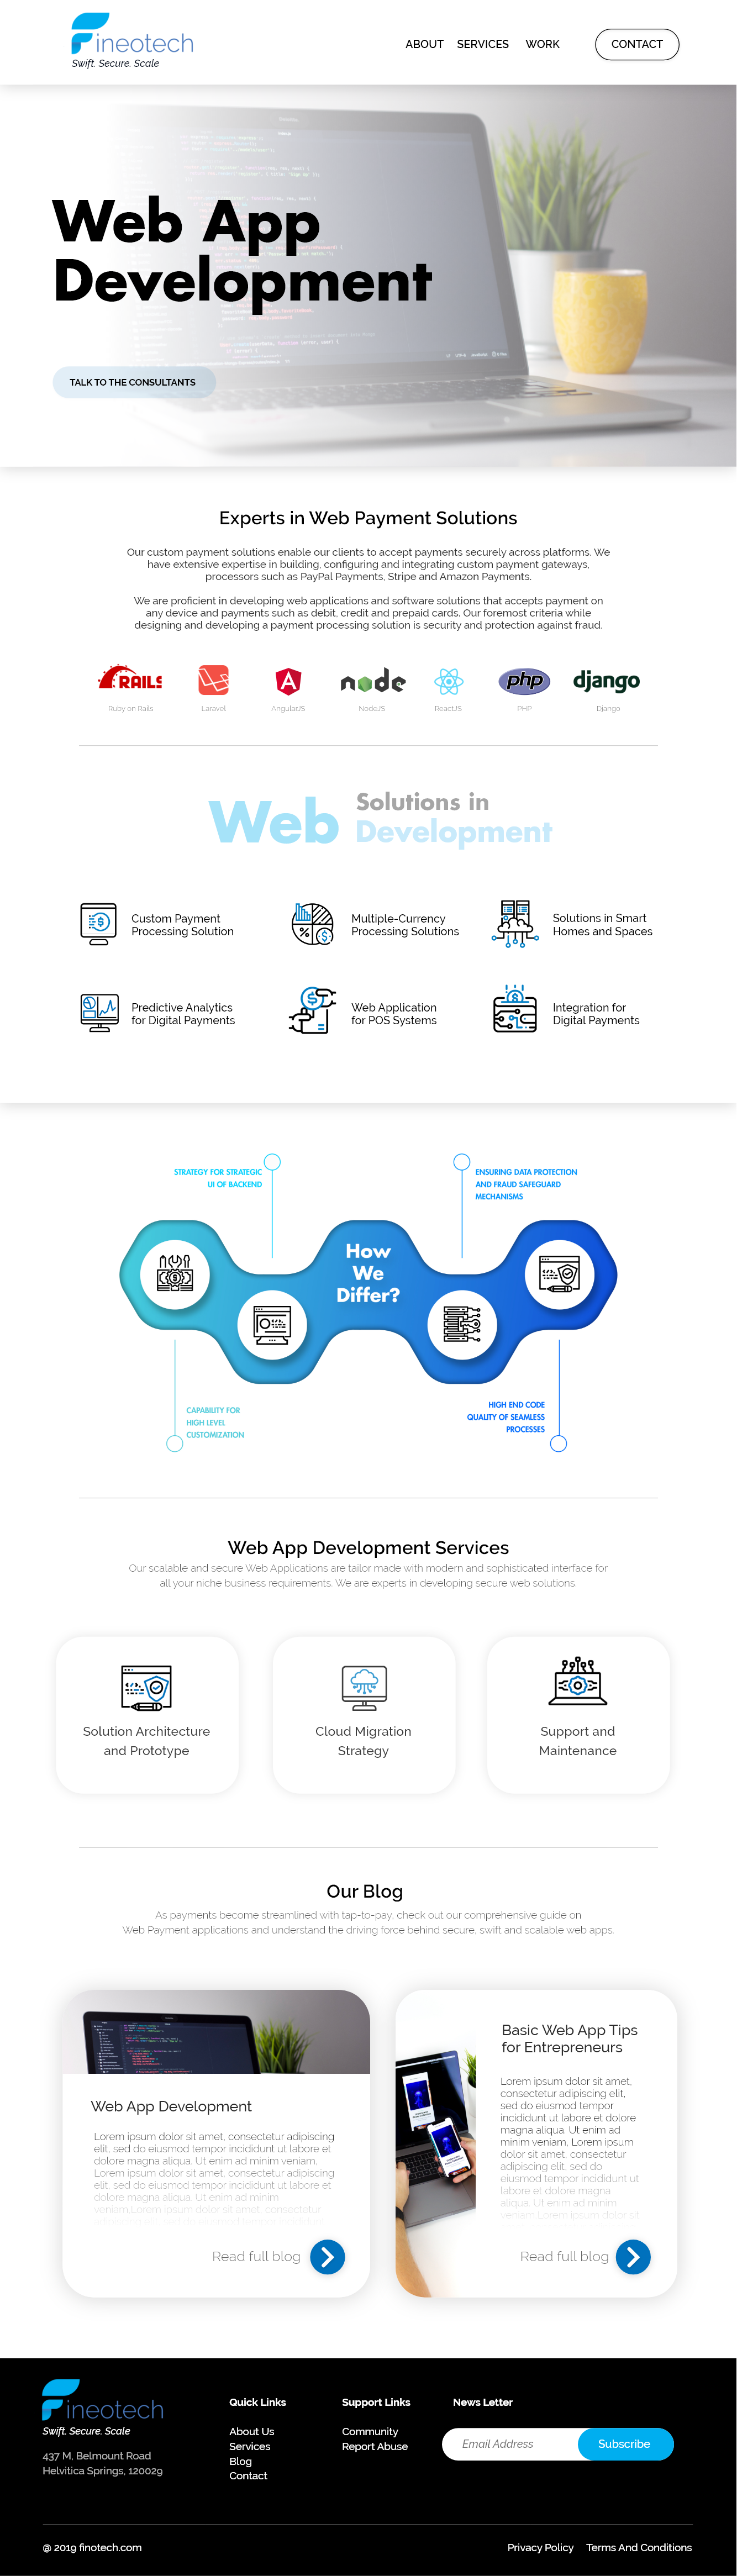 Fineotech
Swift. Secure. Scale
ABOUT SERVICES WORK CONTACT
Web App
Development
TALK TO THE CONSULTANTS
Experts in Web Payment Solutions
Our custom payment solutions enable our clients to accept payments securely across platforms. We
have extensive expertise in building, configuring and integrating custom payment gateways,
processors such as PayPal Payments, Stripe and Amazon Payments.
We are proficient in developing web applications and software solutions that accepts payment on
any device and payments such as debit, credit and prepaid cards. Our foremost criteria while
designing and developing a payment processing solution is security and protection against fraud.
RAILS
node
php
django
Ruby on Rails
Laravel
AngularJS
NodeJS
ReactJS
PHP
Django
Web Solutions in
Development
Custom Payment
Processing Solution
Multiple-Currency
Processing Solutions
Solutions in Smart
Homes and Spaces
Predictive Analytics
for Digital Payments
Web Application
for POS Systems
Integration for
Digital Payments
STRATEGY FOR STRATEGIC
UI OF BACKEND
ENSURING DATA PROTECTION
AND FRAUD SAFEGUARD
MECHANISMS
How
We
Differ?
CAPABILITY FOR
HIGH LEVEL
CUSTOMIZATION
HIGH END CODE
QUALITY OF SEAMLESS
PROCESSES
Web App Development Services
Our scalable and secure Web Applications are tailor made with modern and sophisticated interface for
all your niche business requirements. We are experts in developing secure web solutions.
Solution Architecture
and Prototype
Cloud Migration
Strategy
Support and
Maintenance
Our Blog
As payments become streamlined with tap-to-pay, check out our comprehensive guide on
Web Payment applications and understand the driving force behind secure, swift and scalable web apps.
Web App Development
Lorem ipsum dolor sit amet, consectetur adipiscing
elit, sed do eiusmod tempor incididunt ut labore et
dolore magna aliqua. Ut enim ad minim veniam,
Lorem ipsum dolor sit amet, consectetur adipiscing
elit, sed do eiusmod tempor incididunt ut labore et
dolore magna aliqua. Ut enim ad minim
veniam,Lorem ipsum dolor sit amet, consectetur
Read full blog
Basic Web App Tips
for Entrepreneurs
Lorem ipsum dolor sit amet,
consectetur adipiscing elit,
sed do eiusmod tempor
incididunt ut labore et dolore
magna aliqua. Ut enim ad
minim veniam, Lorem ipsum
dolor sit amet, consectetur
adipiscing elit, sed do
eiusmod tempor incididunt ut
labore et dolore magna
aliqua. Ut enim ad minim
veniam,Lorem ipsum dolor sit
Read full blog
Fineotech
Swift. Secure. Scale
437 M, Belmount Road
Helvitica Springs, 120029
Quick Links
About Us
Services
Blog
Contact
Support Links
Community
Report Abuse
News Letter
Email Address
Subscribe
@ 2019 finotech.com
Privacy Policy Terms And Conditions